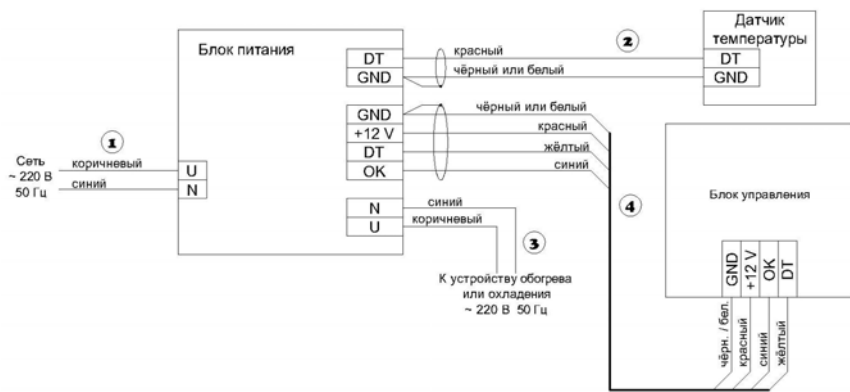 Блок питания
Датчик
температуры
DT
GND
красный
чёрный или белый
2
DT
GND
GND
+12 V
DT
OK
чёрный или белый
красный
жёлтый
синий
1
Сеть
~ 220 В
50 Гц
коричневый
синий
U
N
N
U
синий
коричневый
3
К устройству обогрева
или охладения
~ 220 В 50 Гц
4
Блок управления
GND
+12 V
OK
DT
чёрн. / бел.
красный
синий
жёлтый